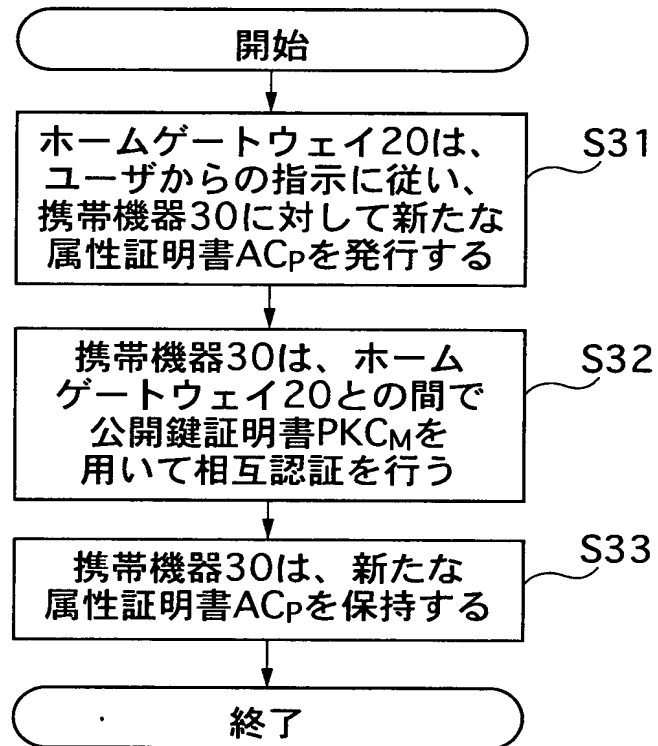 開始
ホームゲートウェイ20は、
ユーザからの指示に従い、
携帯機器30に対して新たな
属性証明書ACPを発行する
S31
携帯機器30は、ホーム
ゲートウェイ20との間で
公開鍵証明書PKCMを
用いて相互認証を行う
S32
携帯機器30は、新たな
属性証明書ACPを保持する
S33
終了